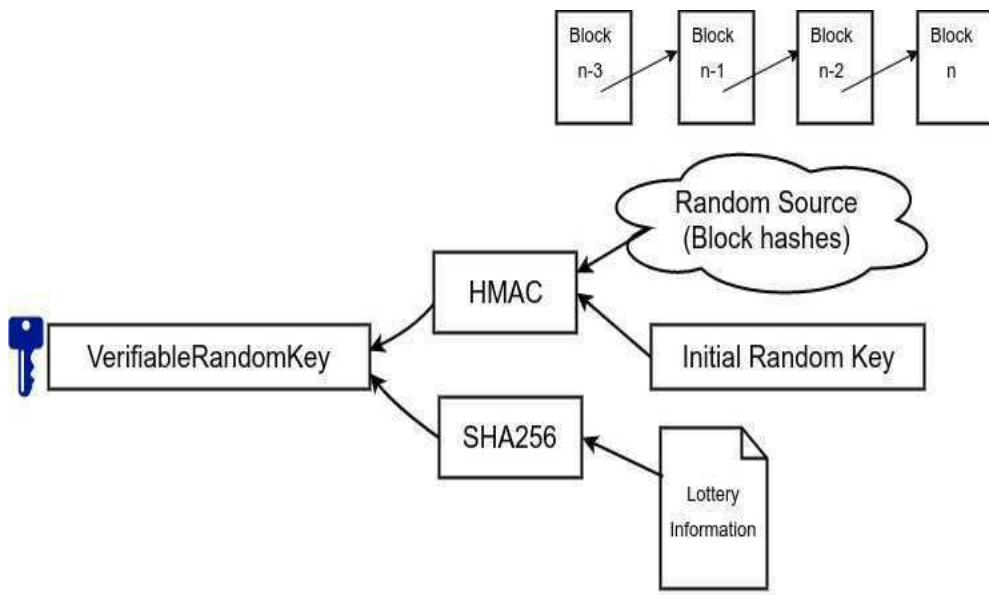 Block
n-3
Block
n-1
Block
n-2
Block
n
Random Source
(Block hashes)
HMAC
VerifiableRandomKey
Initial Random Key
SHA256
Lottery
Information